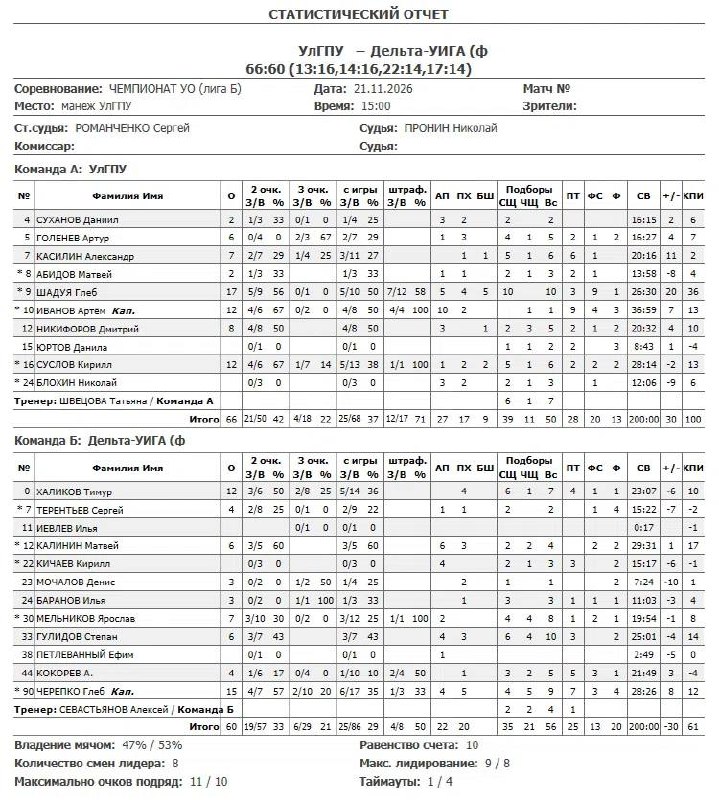 СТАТИСТИЧЕСКИЙ ОТЧЕТ
УлГПУ – Дельта-УИГА (ф
66:60 (13:16,14:16,22:14,17:14)
Соревнование: ЧЕМПИОНАТ УО (лига Б) Дата: 21.11.2026 Матч №
Место: манеж УлГПУ Время: 15:00 Зрители:
Ст.судья: РОМАНЧЕНКО Сергей Судья: ПРОНИН Николай
Комиссар: Судья:
Команда А: УлГПУ
№ Фамилия Имя О 2 очк. 3 очк. с игры штраф. АП ПХ БШ Подборы ПТ ФС Ф СВ +/- КПИ
З/В % З/В % З/В % З/В % СЩ ЧЩ Вс
4 СУХАНОВ Даниил 2 1/3 33 0/1 0 1/4 25 3 2 2 2 16:15 2 6
5 ГОЛЕНЕВ Артур 6 0/4 0 2/3 67 2/7 29 1 3 4 1 5 2 1 2 16:27 4 7
7 КАСИЛИН Александр 7 2/7 29 1/4 25 3/11 27 1 1 5 1 6 6 1 20:16 11 2
* 8 АБИДОВ Матвей 2 1/3 33 1/3 33 1 1 2 1 3 2 1 13:58 -8 4
* 9 ШАДУЯ Глеб 17 5/9 56 0/1 0 5/10 50 7/12 58 5 4 5 10 10 3 9 1 26:30 20 36
* 10 ИВАНОВ Артем Кап. 12 4/6 67 0/2 0 4/8 50 4/4 100 10 2 1 1 9 4 3 36:59 7 13
12 НИКИФОРОВ Дмитрий 8 4/8 50 4/8 50 3 1 2 3 5 2 1 2 20:32 4 10
15 ЮРТОВ Данила 0/1 0 0/1 0 1 1 2 2 3 8:43 1 -4
* 16 СУСЛОВ Кирилл 12 4/6 67 1/7 14 5/13 38 1/1 100 1 2 2 5 1 6 2 2 2 28:14 -2 13
* 24 БЛОХИН Николай 0/3 0 0/3 0 3 2 2 1 3 1 12:06 -9 6
Тренер: ШВЕЦОВА Татьяна / Команда А 6 1 7
Итого 66 21/50 42 4/18 22 25/68 37 12/17 71 27 17 9 39 11 50 28 20 13 200:00 30 100
Команда Б: Дельта-УИГА (ф
№ Фамилия Имя О 2 очк. 3 очк. с игры штраф. АП ПХ БШ Подборы ПТ ФС Ф СВ +/- КПИ
З/В % З/В % З/В % З/В % СЩ ЧЩ Вс
0 ХАЛИКОВ Тимур 12 3/6 50 2/8 25 5/14 36 4 6 1 7 4 1 1 23:07 -6 10
* 7 ТЕРЕНТЬЕВ Сергей 4 2/8 25 0/1 0 2/9 22 1 1 2 2 1 4 15:22 -7 -2
11 ИЕВЛЕВ Илья 0/1 0 0/1 0 0:17 -1
* 12 КАЛИНИН Матвей 6 3/5 60 3/5 60 6 3 2 2 4 2 2 29:31 1 17
* 22 КИЧАЕВ Кирилл 0/3 0 0/3 0 4 2 1 3 3 2 15:17 -6 -1
23 МОЧАЛОВ Денис 3 0/2 0 1/2 50 1/4 25 2 1 1 2 7:24 -10 1
24 БАРАНОВ Илья 3 0/2 0 1/1 100 1/3 33 1 3 3 1 1 1 11:03 -3 4
* 30 МЕЛЬНИКОВ Ярослав 7 3/10 30 0/2 0 3/12 25 1/1 100 2 4 4 8 1 2 1 19:54 -1 8
33 ГУЛИДОВ Степан 6 3/7 43 3/7 43 4 3 6 4 10 3 2 25:01 -4 14
38 ПЕТЛЕВАННЫЙ Ефим 0/1 0 0/1 0 1 2:49 -5 0
44 КОКОРЕВ А. 4 1/6 17 0/4 0 1/10 10 2/4 50 1 3 2 5 5 3 1 21:49 3 -4
* 90 ЧЕРЕПКО Глеб Кап. 15 4/7 57 2/10 20 6/17 35 1/3 33 4 5 4 5 9 7 3 4 28:26 8 12
Тренер: СЕВАСТЬЯНОВ Алексей / Команда Б 2 2 4 1
Итого 60 19/57 33 6/29 21 25/86 29 4/8 50 22 20 35 21 56 25 13 20 200:00 -30 61
Владение мячом: 47% / 53% Равенство счета: 10
Количество смен лидера: 8 Макс. лидирование: 9 / 8
Максимально очков подряд: 11 / 10 Таймауты: 1 / 4